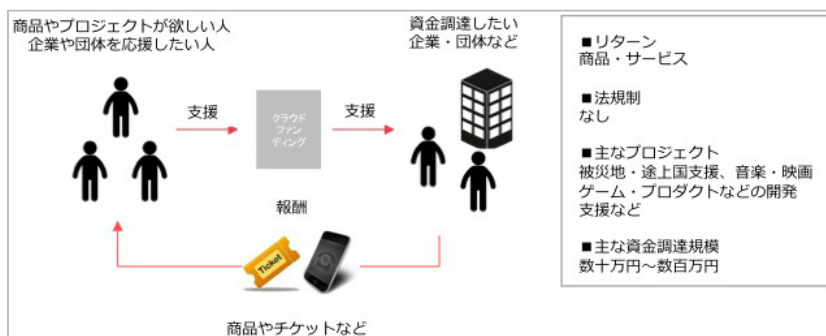 商品やプロジェクトが欲しい人
企業や団体を応援したい人
資金調達したい
企業・団体など
支援
クラウド
ファン
ディング
支援
報酬
Ticket
商品やチケットなど
■リターン
商品・サービス
■法規制
なし
■主なプロジェクト
被災地・途上国支援、音楽・映画
ゲーム・プロダクトなどの開発
支援など
■主な資金調達規模
数十万円～数百万円